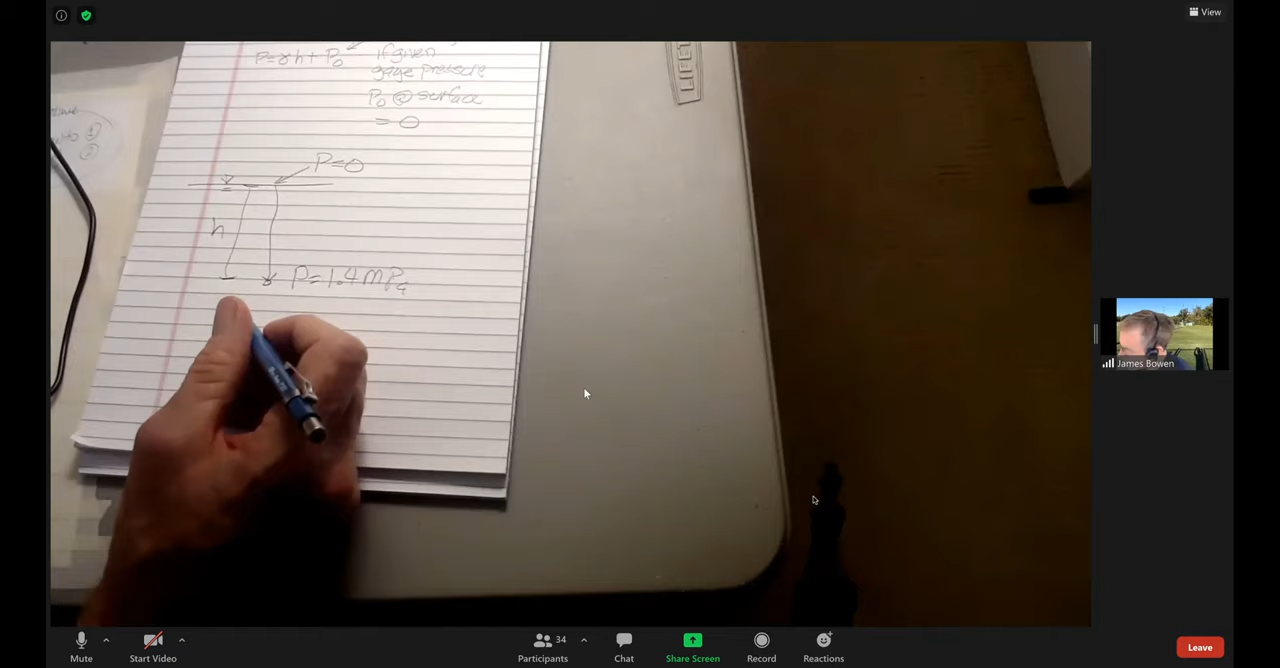 View
P=γh+P₀
if given
gage pressure
P₀ @ surface
= 0
P=0
h
P=1.4MPa
LIFET
James Bowen
34
Mute
Start Video
Participants
Chat
Share Screen
Record
Reactions
Leave